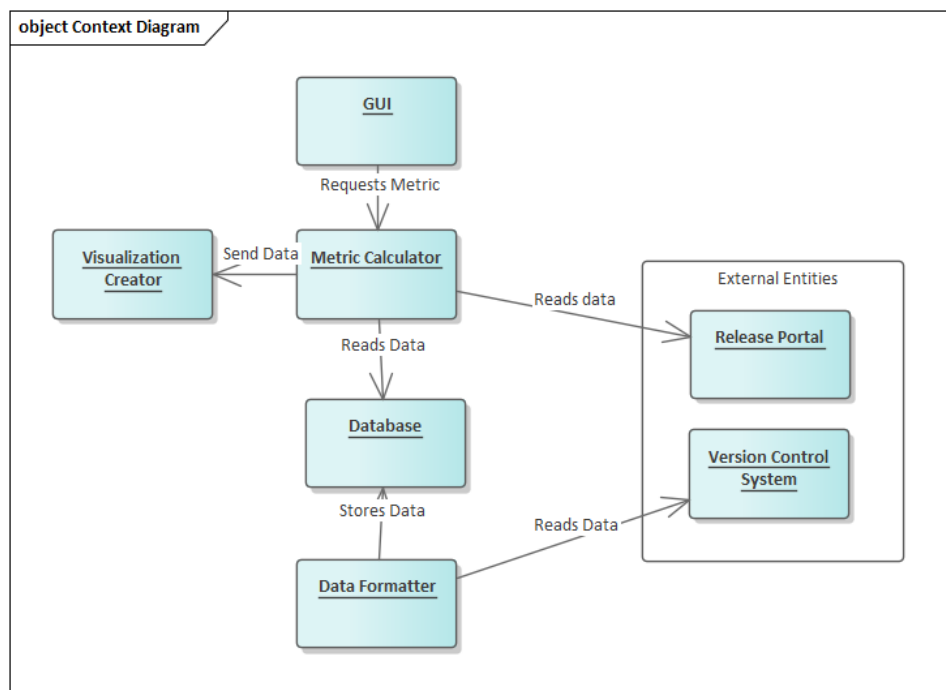 object Context Diagram
GUI
Requests Metric
Visualization
Creator
Send Data
Metric Calculator
External Entities
Reads data
Release Portal
Reads Data
Database
Version Control
System
Stores Data
Reads Data
Data Formatter